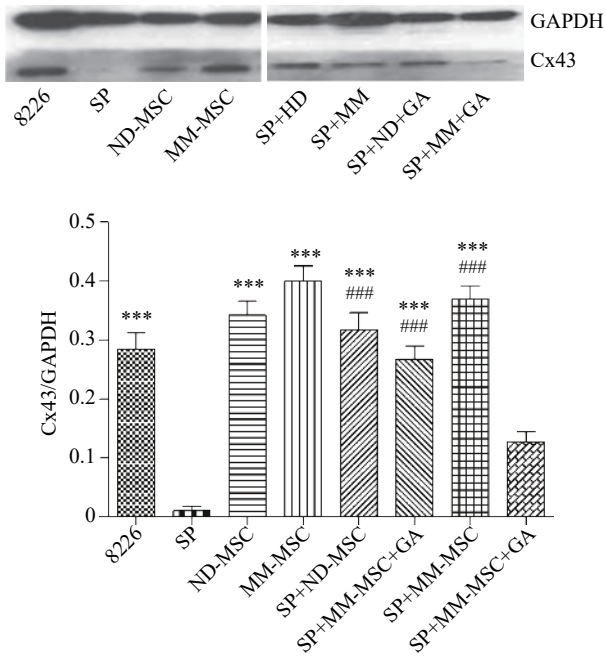 GAPDH
Cx43
8226
SP
ND-MSC
MM-MSC
SP+HD
SP+MM
SP+ND+GA
SP+MM+GA
0.5
0.4
0.3
0.2
0.1
0
Cx43/GAPDH
***
***
***
***
###
***
###
***
###
8226
SP
ND-MSC
MM-MSC
SP+ND-MSC
SP+MM-MSC+GA
SP+MM-MSC
SP+MM-MSC+GA